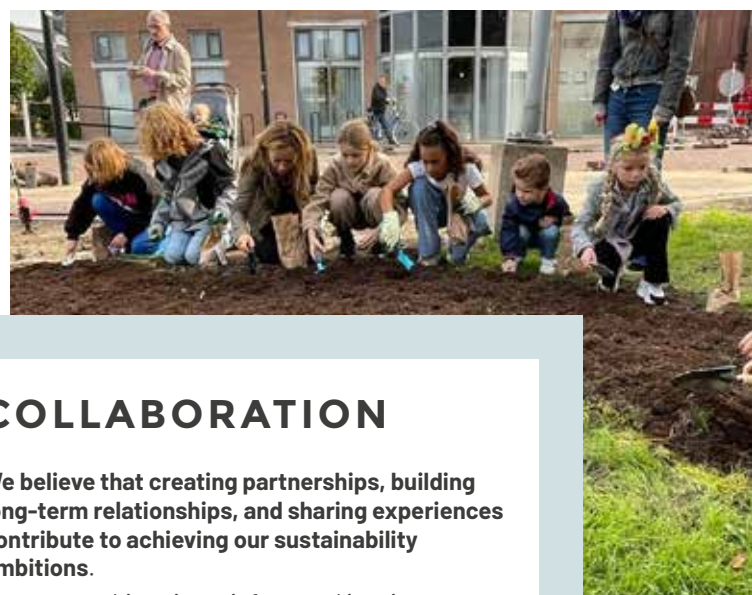 COLLABORATION
We believe that creating partnerships, building
long-term relationships, and sharing experiences
contribute to achieving our sustainability
ambitions.